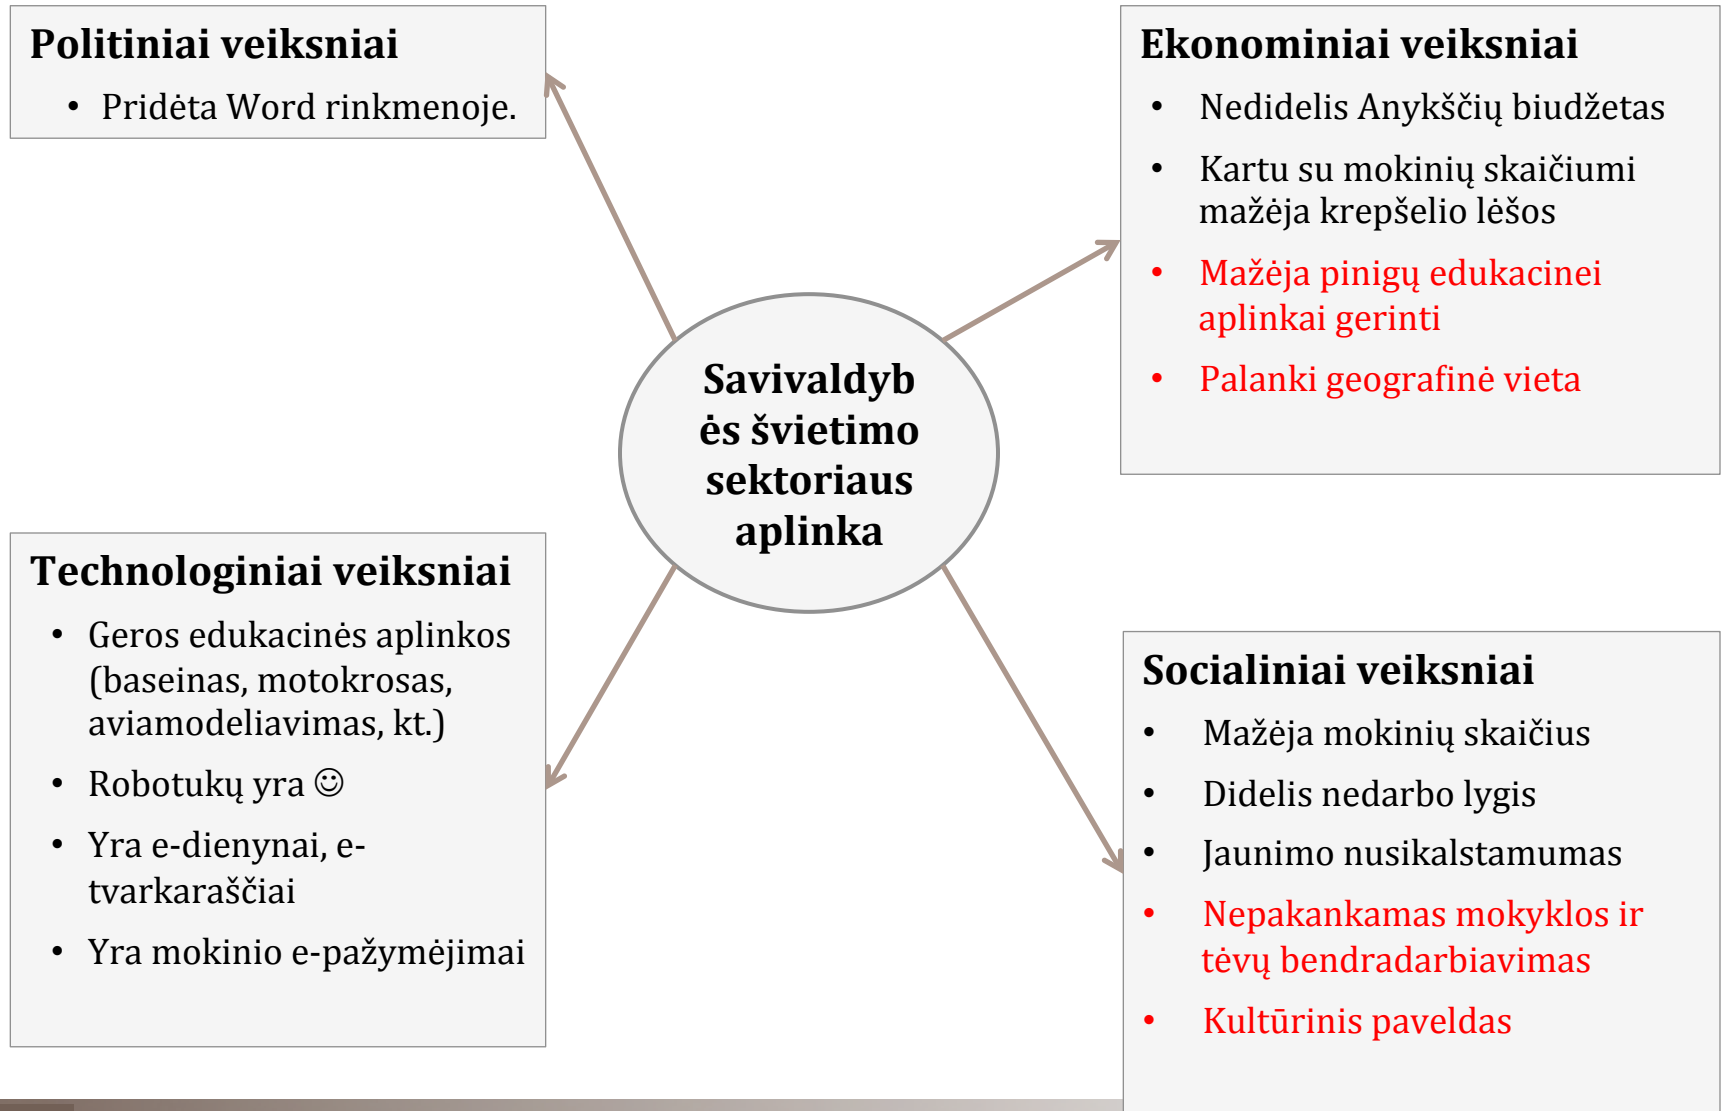 Politiniai veiksniai
• Pridėta Word rinkmenoje.
Ekonominiai veiksniai
• Nedidelis Anykščių biudžetas
• Kartu su mokinių skaičiumi
mažėja krepšelio lėšos
• Mažėja pinigų edukacinei
aplinkai gerinti
• Palanki geografinė vieta
Savivaldyb
ės švietimo
sektoriaus
aplinka
Technologiniai veiksniai
• Geros edukacinės aplinkos
(baseinas, motokrosas,
aviamodeliavimas, kt.)
• Robotukų yra ☺
• Yra e-dienynai, e-
tvarkaraščiai
• Yra mokinio e-pažymėjimai
Socialiniai veiksniai
• Mažėja mokinių skaičius
• Didelis nedarbo lygis
• Jaunimo nusikalstamumas
• Nepakankamas mokyklos ir
tėvų bendradarbiavimas
• Kultūrinis paveldas